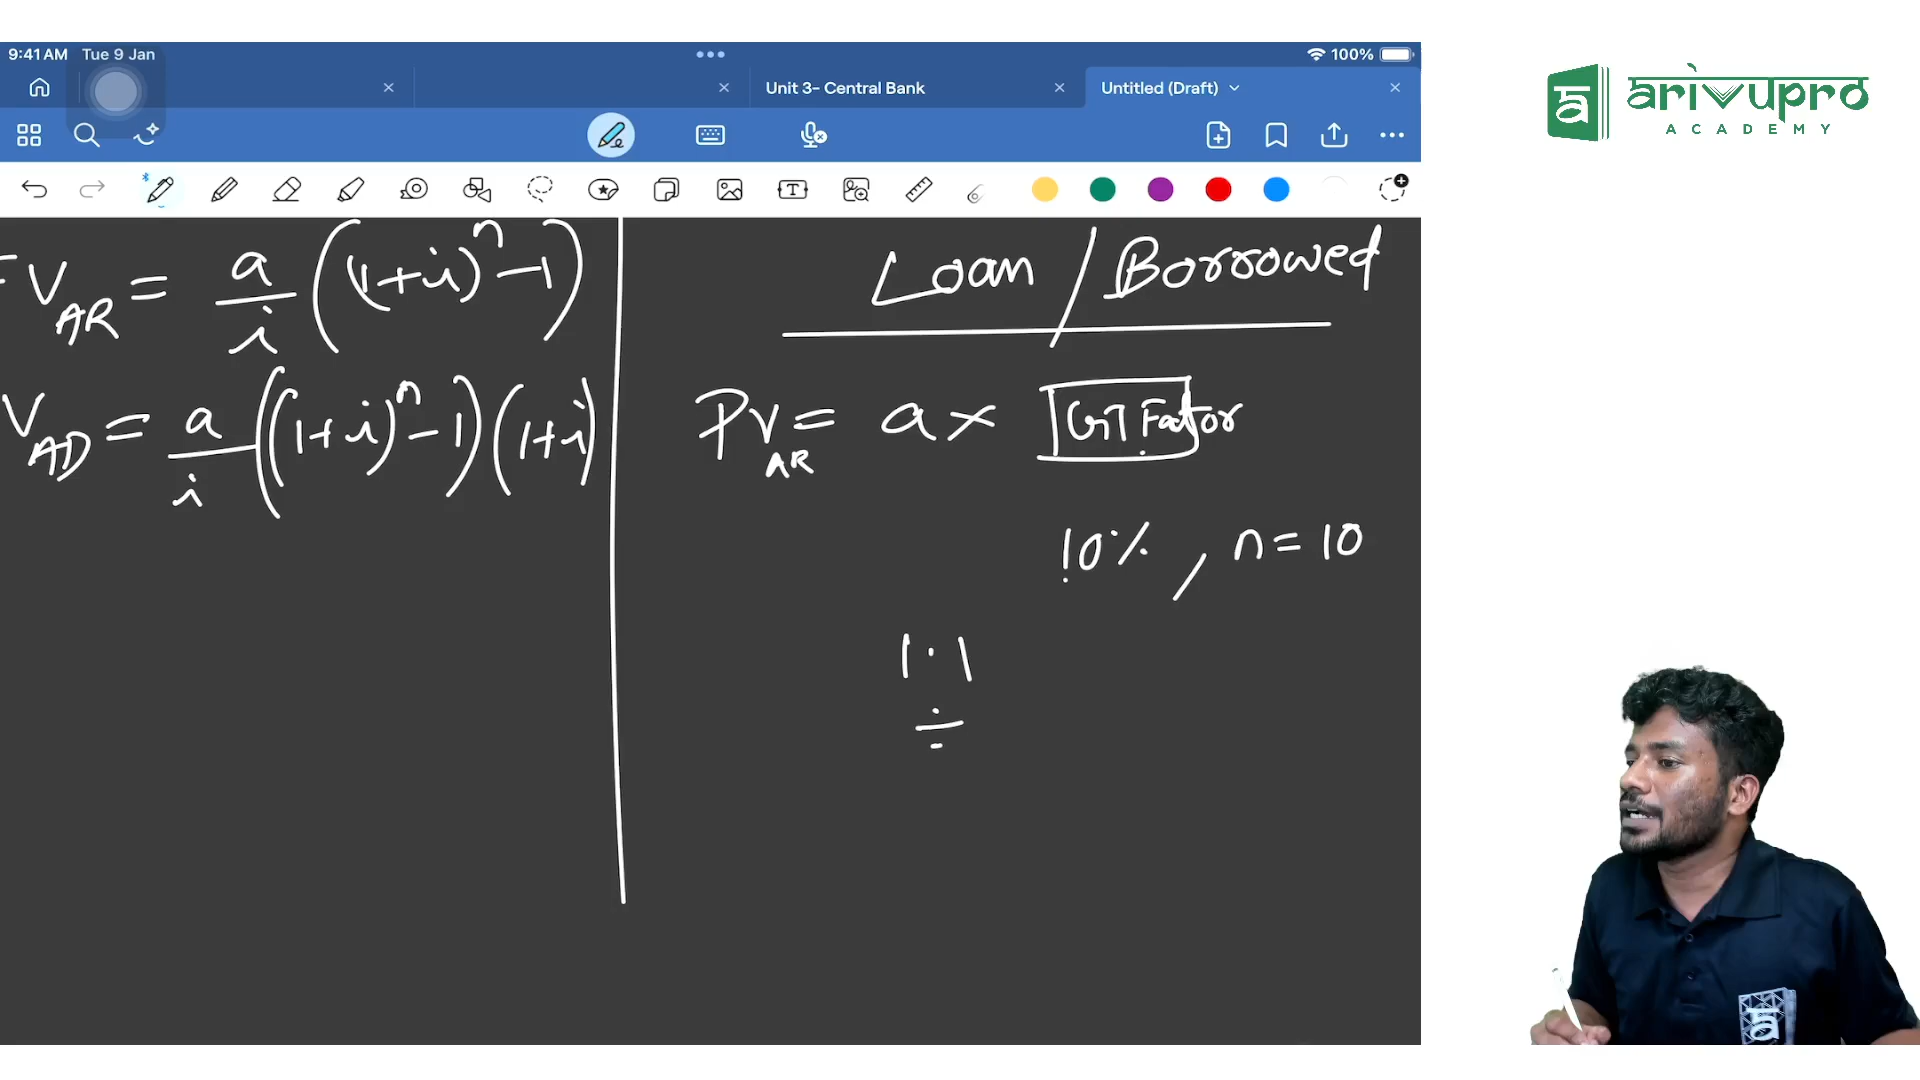 9:41 AM Tue 9 Jan
100%
Unit 3- Central Bank
Untitled (Draft)
arivupro
ACADEMY
FV_AR = a/i ((1+i)^n - 1)
V_AD = a/i ((1+i)^n - 1) (1+i)
Loan / Borrowed
PV_AR = a × GT Factor
10%, n = 10
1.1
÷